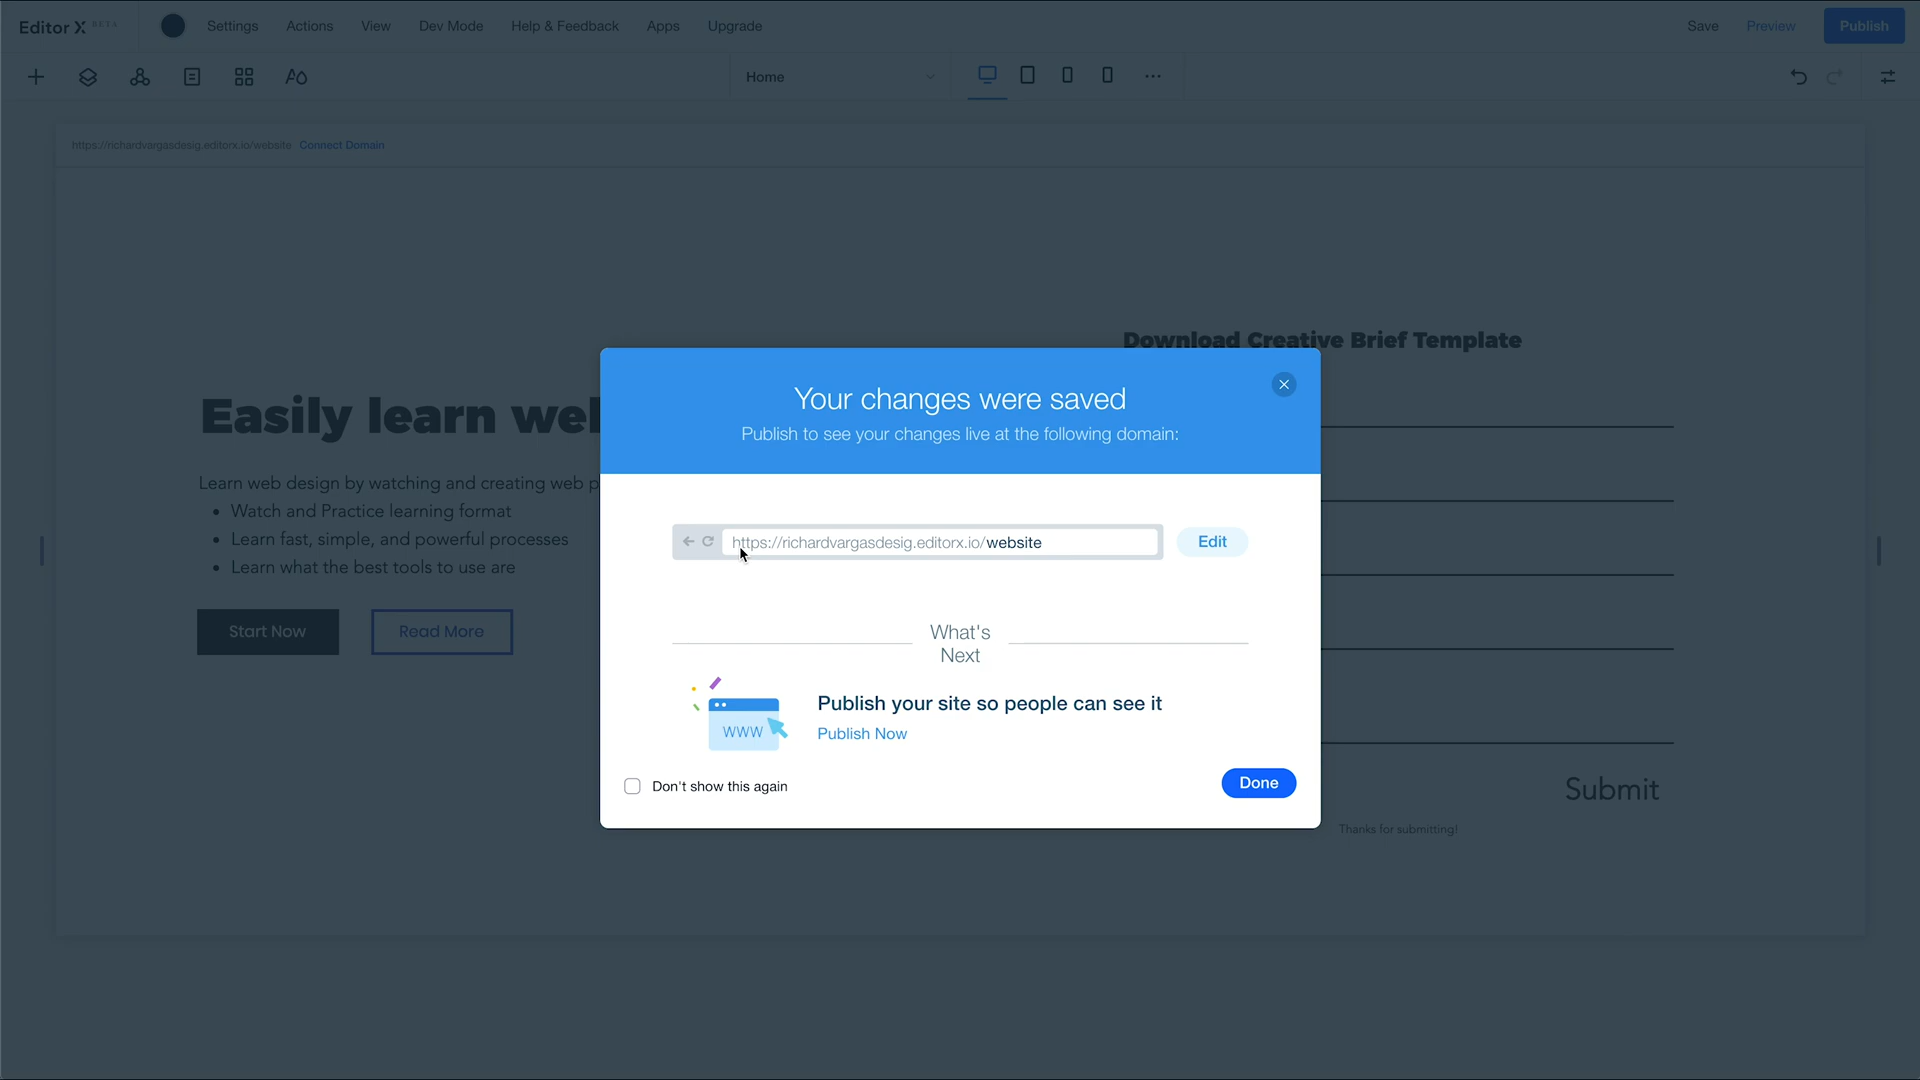 Editor X BETA
Settings
Actions
View
Dev Mode
Help & Feedback
Apps
Upgrade
Save
Preview
Publish
Home
https://richardvargasdesig.editorx.io/website Connect Domain
Download Creative Brief Template
Easily learn we
Learn web design by watching and creating web p
Watch and Practice learning format
Learn fast, simple, and powerful processes
Learn what the best tools to use are
Start Now
Read More
Your changes were saved
Publish to see your changes live at the following domain:
https://richardvargasdesig.editorx.io/website
Edit
What's
Next
Publish your site so people can see it
WWW
Publish Now
Don't show this again
Done
Submit
Thanks for submitting!